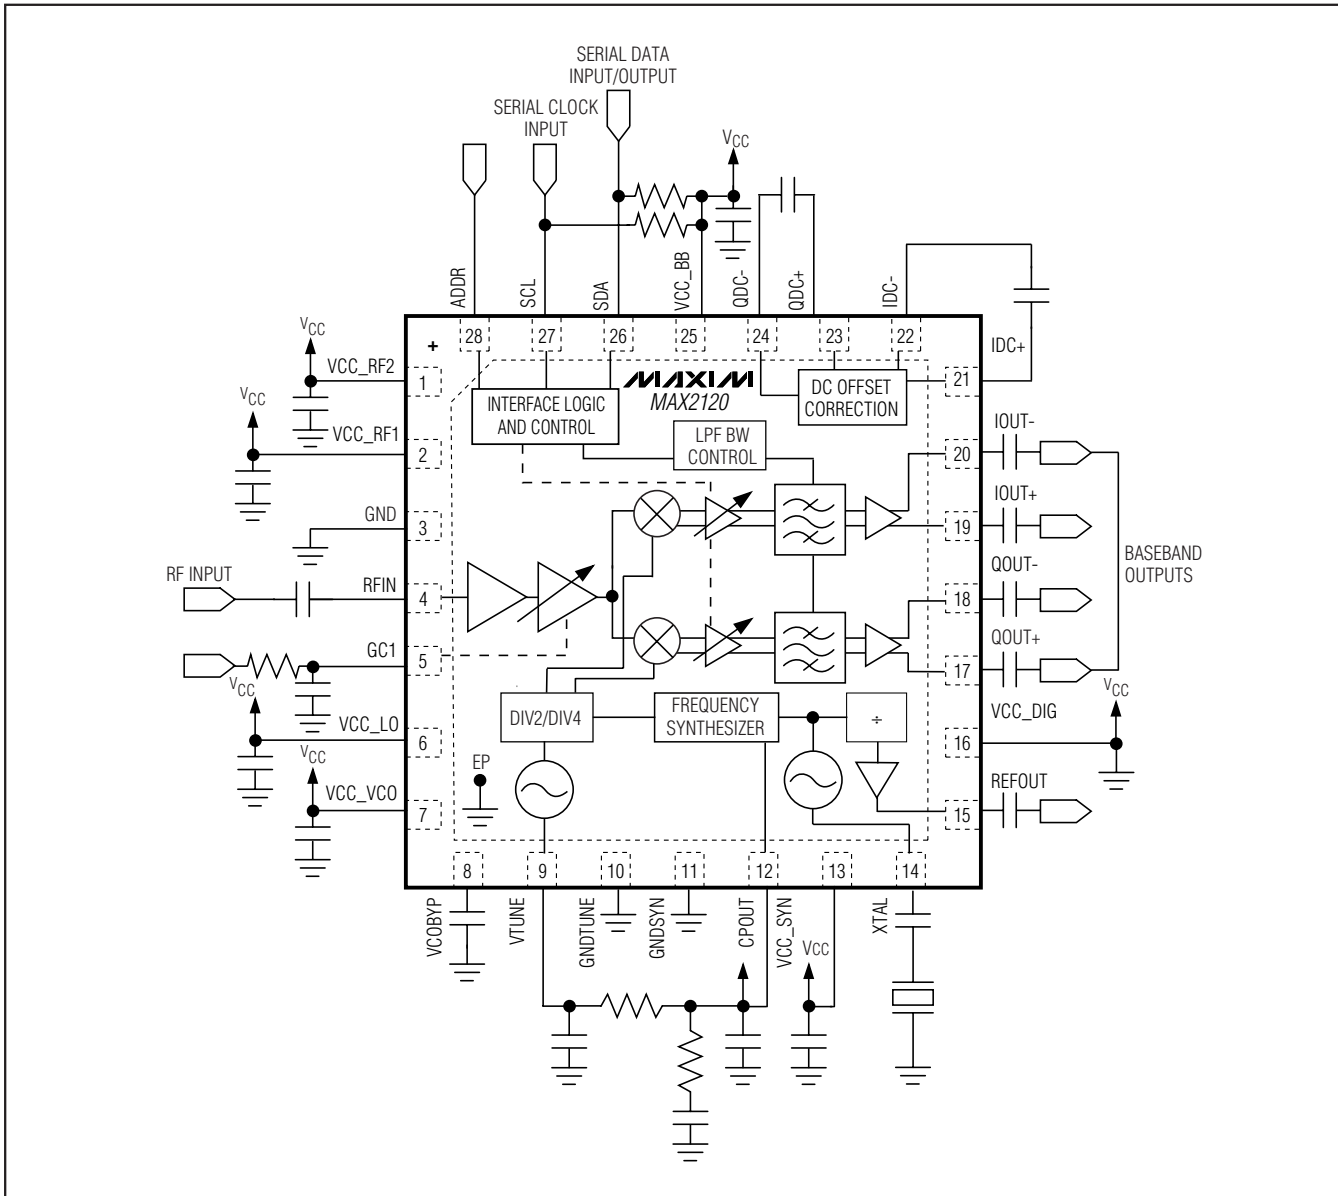 SERIAL DATA
INPUT/OUTPUT
SERIAL CLOCK
INPUT
VCC
ADDR
SCL
SDA
VCC_BB
QDC-
QDC+
IDC-
IDC+
28
27
26
25
24
23
22
+
VCC
VCC_RF2
1
VCC
VCC_RF1
2
GND
3
RF INPUT
RFIN
4
GC1
5
VCC
VCC_LO
6
VCC
VCC_VCO
7
MAXIM
MAX2120
INTERFACE LOGIC
AND CONTROL
DC OFFSET
CORRECTION
LPF BW
CONTROL
DIV2/DIV4
FREQUENCY
SYNTHESIZER
÷
EP
21
IOUT-
20
IOUT+
19
QOUT-
18
QOUT+
17
BASEBAND
OUTPUTS
VCC
VCC_DIG
16
REFOUT
15
8
9
10
11
12
13
14
VCOBYP
VTUNE
GNDTUNE
GNDSYN
CPOUT
VCC_SYN
XTAL
VCC